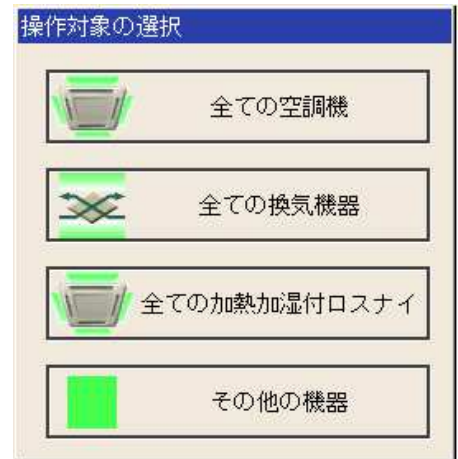 操作対象の選択
全ての空調機
全ての換気機器
全ての加熱加湿付ロスナイ
その他の機器